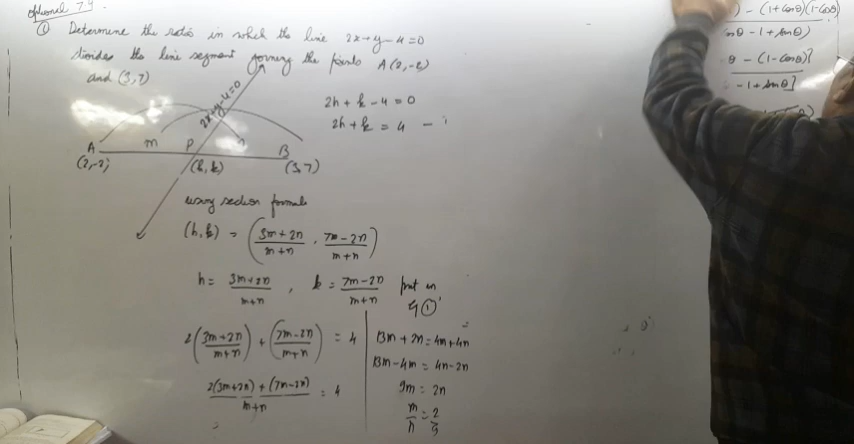 optional 7.4
① Determine the ratio in which the line 2x+y-4=0
divides the line segment joining the points A(2,-2)
and (3,7)
2x+y-4=0
2h + k - 4 = 0
2h + k = 4 - i
A m P n B
(2,-2) (h,k) (3,7)
using section formula
(h,k) = (3m+2n/m+n , 7m-2n/m+n)
h = 3m+2n/m+n , k = 7m-2n/m+n put in
①
2(3m+2n/m+n) + (7m-2n/m+n) = 4
2(3m+2n)+(7m-2n)/m+n = 4
13m + 2n = 4m+4n
13m-4m = 4n-2n
9m = 2n
m/n = 2/9
) - (1+cosθ)(1-cosθ)
sinθ - 1 + sinθ)
θ - (1-cosθ)}
-1+sinθ}